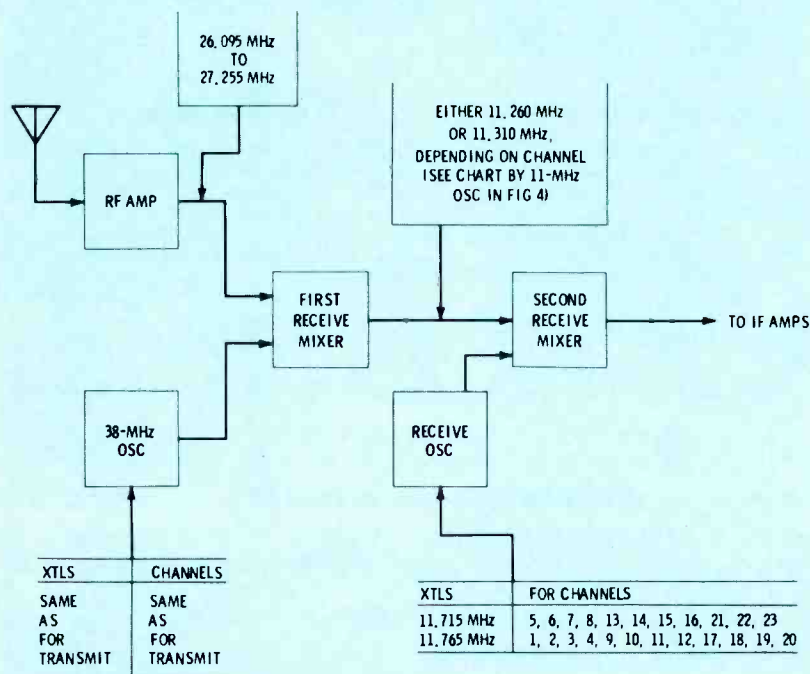 26.095 MHz
TO
27.255 MHz
EITHER 11.260 MHz
OR 11.310 MHz,
DEPENDING ON CHANNEL
(SEE CHART BY 11-MHz
OSC IN FIG 4)
RF AMP
FIRST
RECEIVE
MIXER
SECOND
RECEIVE
MIXER
TO IF AMPS
38-MHz
OSC
RECEIVE
OSC
XTLS CHANNELS
SAME SAME
AS AS
FOR FOR
TRANSMIT TRANSMIT
XTLS FOR CHANNELS
11.715 MHz 5, 6, 7, 8, 13, 14, 15, 16, 21, 22, 23
11.765 MHz 1, 2, 3, 4, 9, 10, 11, 12, 17, 18, 19, 20